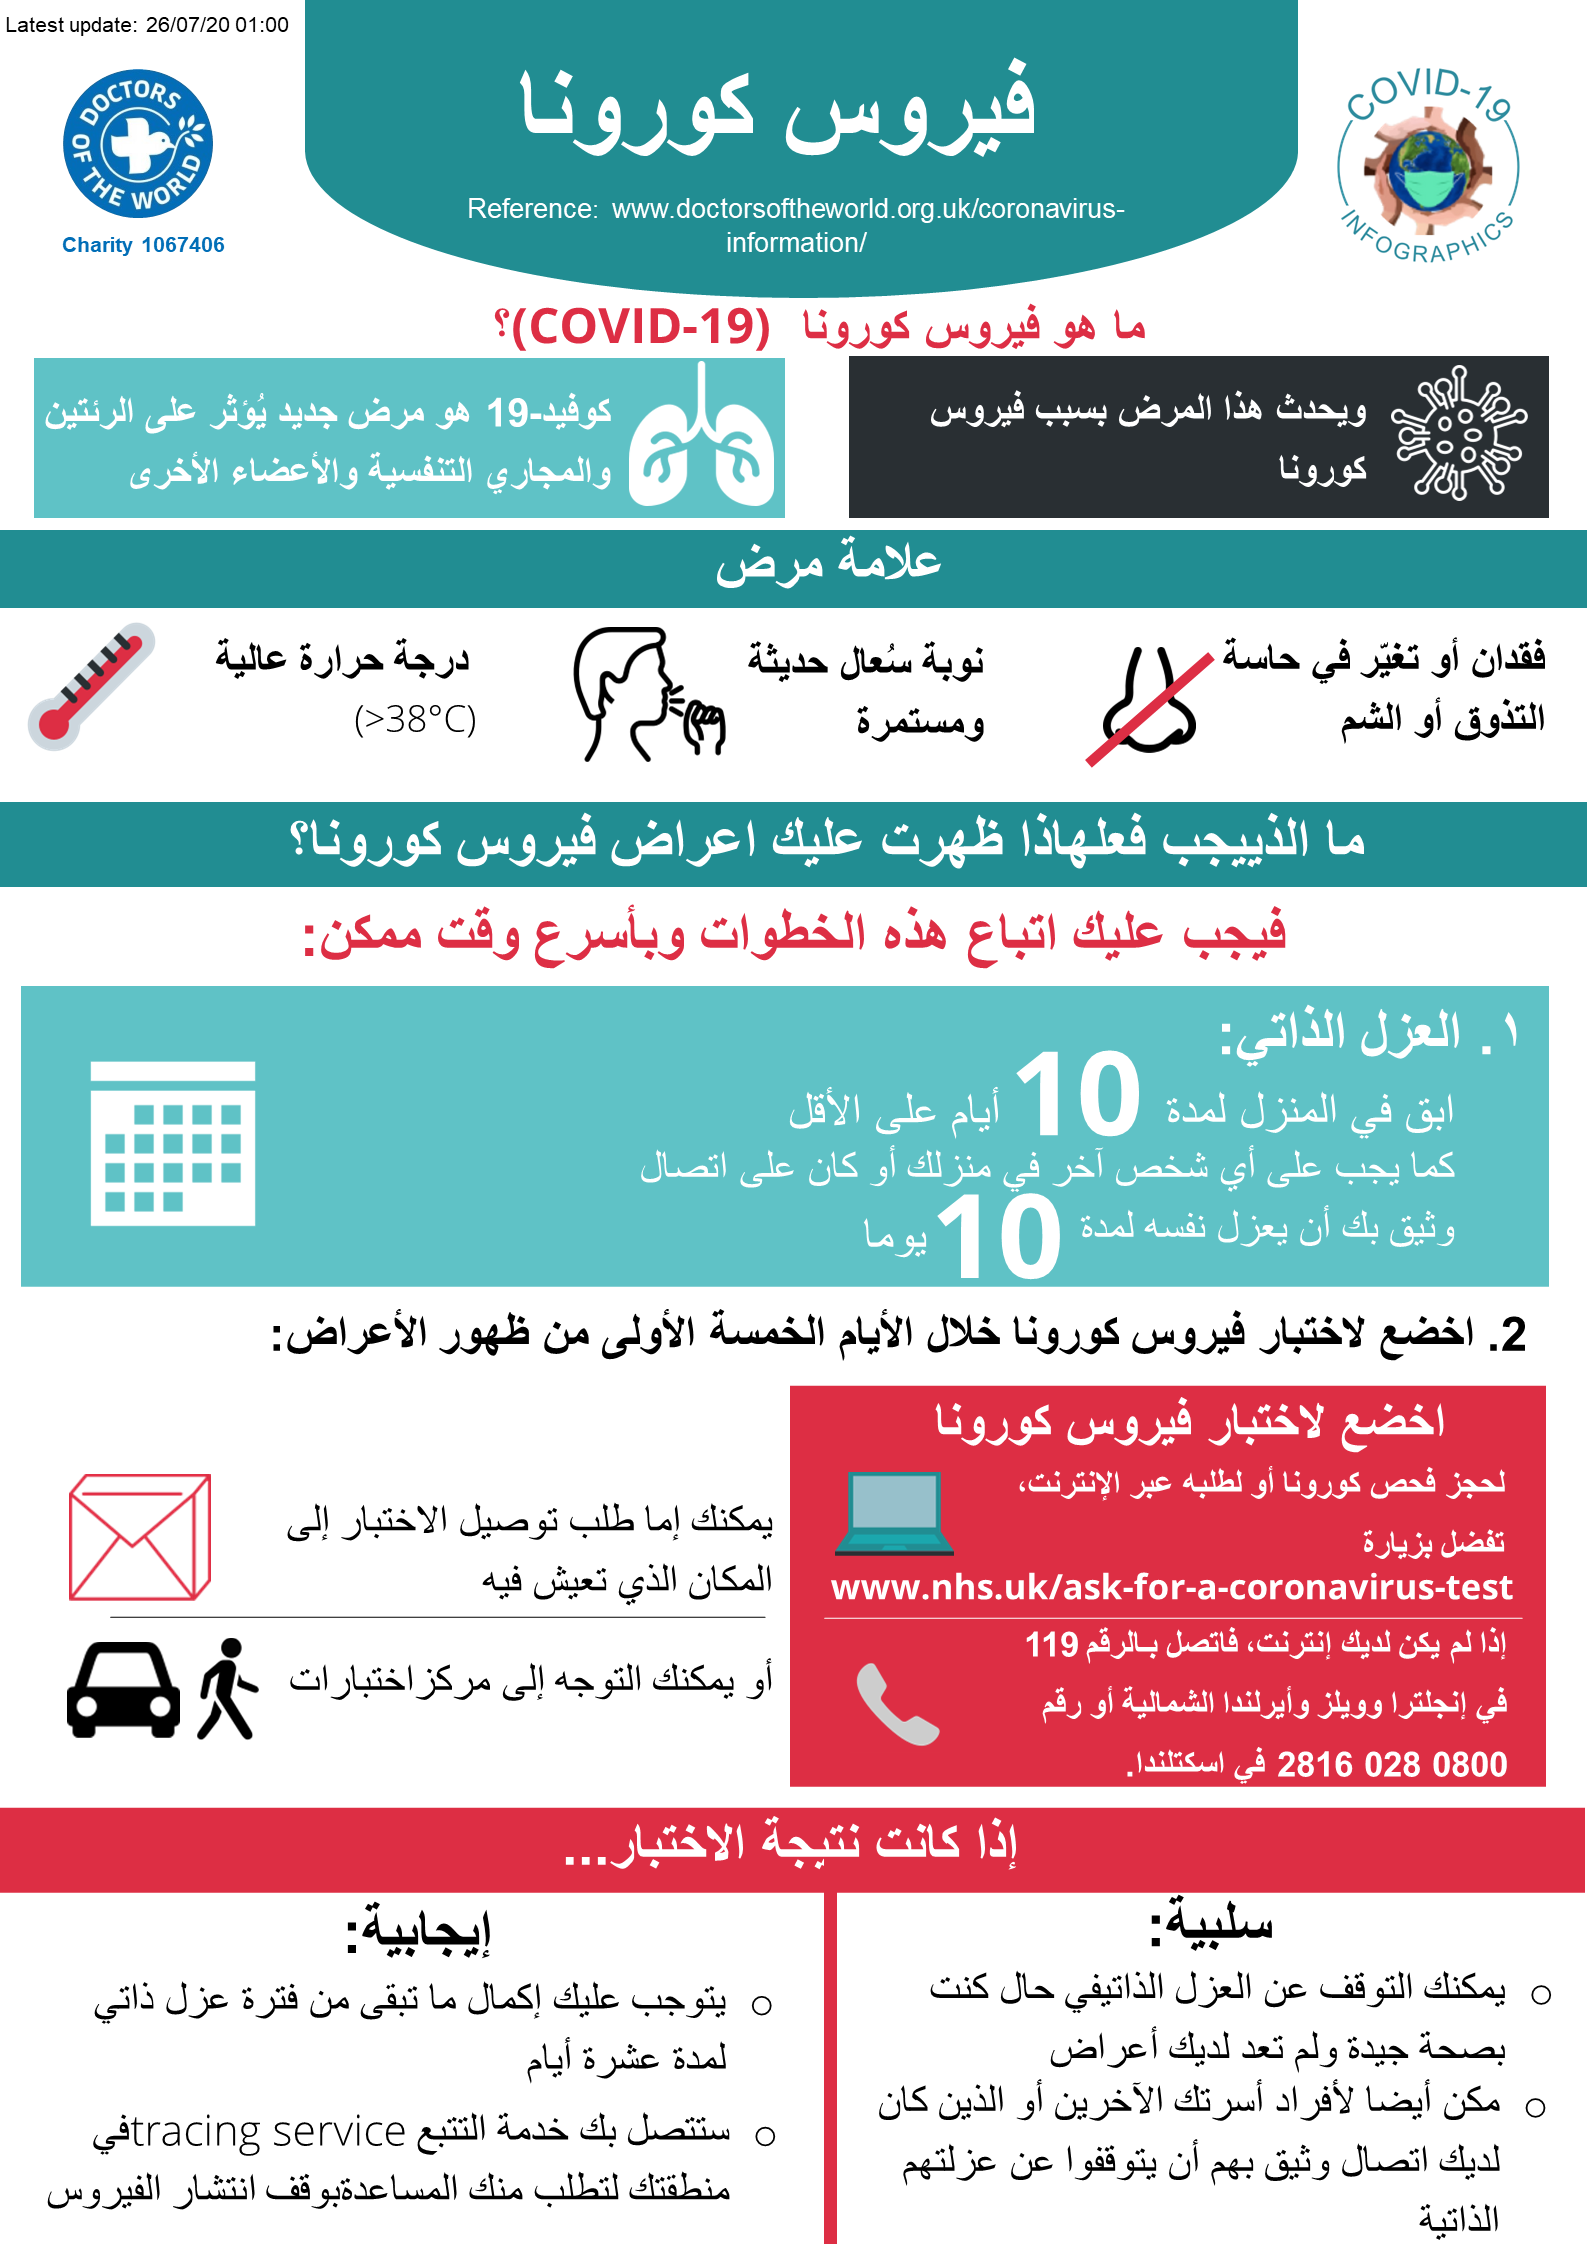 Latest update: 26/07/20 01:00
DOCTORS OF THE WORLD
Charity 1067406
فيروس كورونا
Reference: www.doctorsoftheworld.org.uk/coronavirus-
information/
COVID-19
INFOGRAPHICS
ما هو فيروس كورونا (COVID-19)؟
ويحدث هذا المرض بسبب فيروس
كورونا
كوفيد-19 هو مرض جديد يُؤثر على الرئتين
والمجاري التنفسية والأعضاء الأخرى
علامة مرض
فقدان أو تغيّر في حاسة
التذوق أو الشم
نوبة سُعال حديثة
ومستمرة
درجة حرارة عالية
(>38°C)
ما الذييجب فعلهاذا ظهرت عليك اعراض فيروس كورونا؟
فيجب عليك اتباع هذه الخطوات وبأسرع وقت ممكن:
١. العزل الذاتي:
ابق في المنزل لمدة 10 أيام على الأقل
كما يجب على أي شخص آخر في منزلك أو كان على اتصال
وثيق بك أن يعزل نفسه لمدة 10 يوما
2. اخضع لاختبار فيروس كورونا خلال الأيام الخمسة الأولى من ظهور الأعراض:
اخضع لاختبار فيروس كورونا
لحجز فحص كورونا أو لطلبه عبر الإنترنت،
تفضل بزيارة
www.nhs.uk/ask-for-a-coronavirus-test
إذا لم يكن لديك إنترنت، فاتصل بالرقم 119
في إنجلترا وويلز وأيرلندا الشمالية أو رقم
0800 028 2816 في اسكتلندا.
يمكنك إما طلب توصيل الاختبار إلى
المكان الذي تعيش فيه
أو يمكنك التوجه إلى مركزاختبارات
إذا كانت نتيجة الاختبار...
سلبية:
o يمكنك التوقف عن العزل الذاتيفي حال كنت
بصحة جيدة ولم تعد لديك أعراض
o مكن أيضا لأفراد أسرتك الآخرين أو الذين كان
لديك اتصال وثيق بهم أن يتوقفوا عن عزلتهم
الذاتية
إيجابية:
o يتوجب عليك إكمال ما تبقى من فترة عزل ذاتي
لمدة عشرة أيام
o ستتصل بك خدمة التتبع tracing serviceفي
منطقتك لتطلب منك المساعدةبوقف انتشار الفيروس